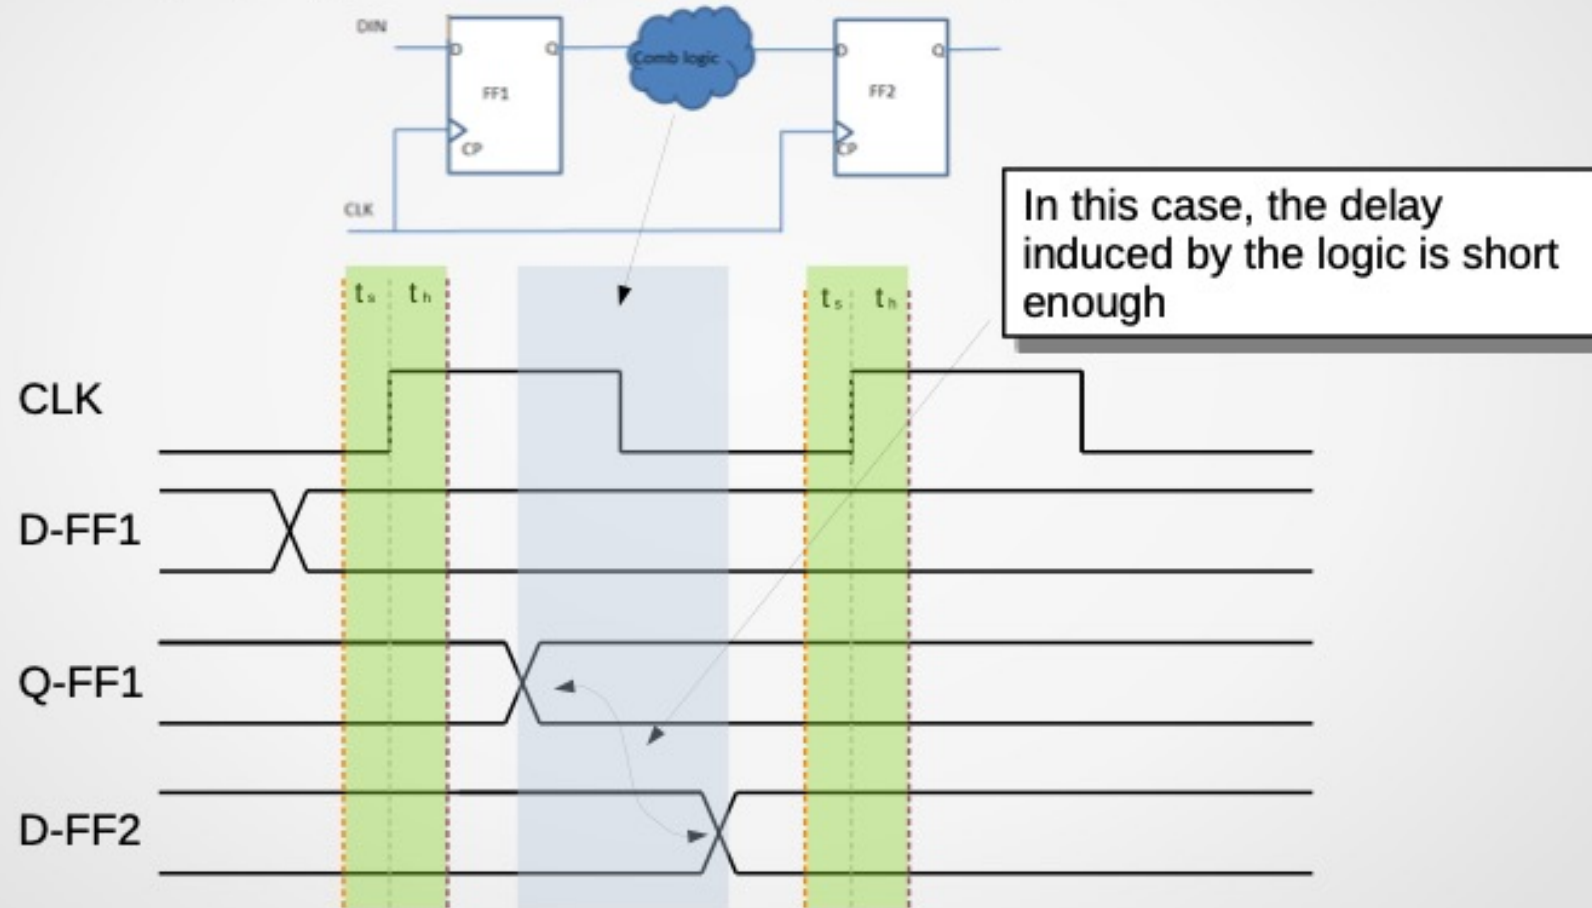 DIN
D
Q
Comb logic
D
Q
FF1
FF2
CP
CP
CLK
In this case, the delay
induced by the logic is short
enough
ts
th
ts
th
CLK
D-FF1
Q-FF1
D-FF2